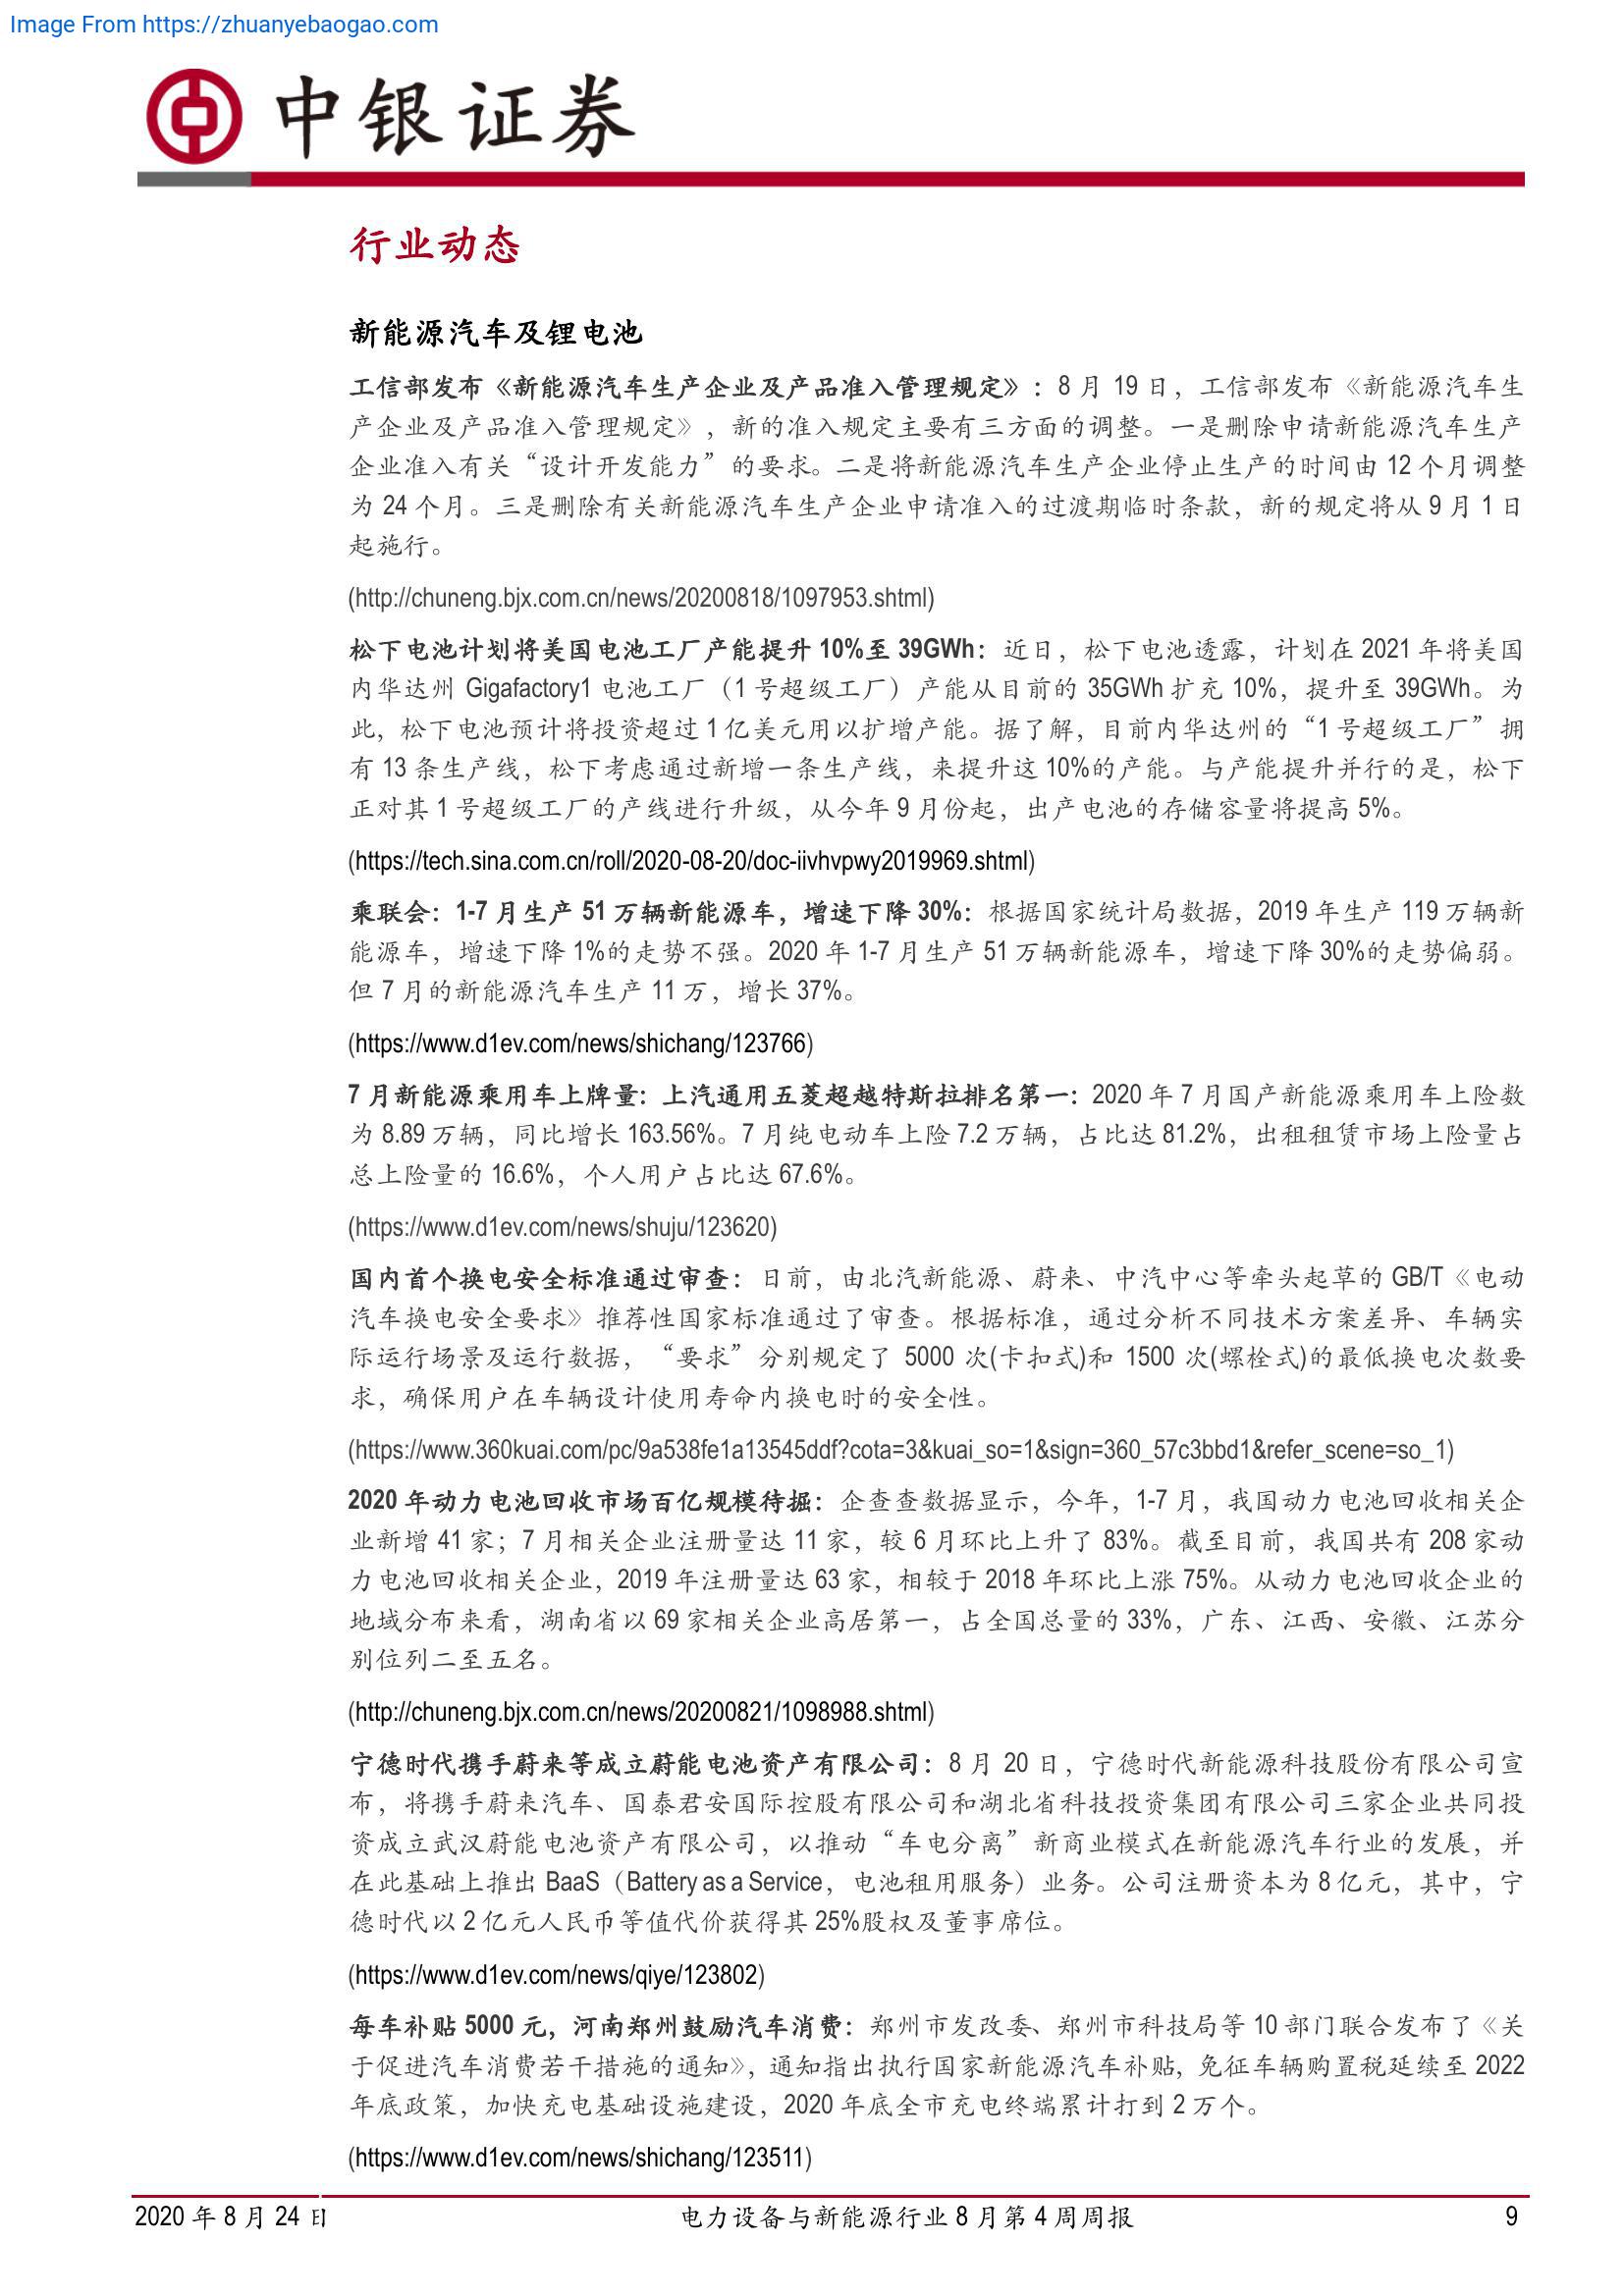 Image From https://zhuanyebaogao.com
中银证券
行业动态
新能源汽车及锂电池
工信部发布《新能源汽车生产企业及产品准入管理规定》：8 月 19 日，工信部发布《新能源汽车生
产企业及产品准入管理规定》，新的准入规定主要有三方面的调整。一是删除申请新能源汽车生产
企业准入有关“设计开发能力”的要求。二是将新能源汽车生产企业停止生产的时间由 12 个月调整
为 24 个月。三是删除有关新能源汽车生产企业申请准入的过渡期临时条款，新的规定将从 9 月 1 日
起施行。
(http://chuneng.bjx.com.cn/news/20200818/1097953.shtml)
松下电池计划将美国电池工厂产能提升 10%至 39GWh：近日，松下电池透露，计划在 2021 年将美国
内华达州 Gigafactory1 电池工厂（1 号超级工厂）产能从目前的 35GWh 扩充 10%，提升至 39GWh。为
此，松下电池预计将投资超过 1 亿美元用以扩增产能。据了解，目前内华达州的“1 号超级工厂”拥
有 13 条生产线，松下考虑通过新增一条生产线，来提升这 10%的产能。与产能提升并行的是，松下
正对其 1 号超级工厂的产线进行升级，从今年 9 月份起，出产电池的存储容量将提高 5%。
(https://tech.sina.com.cn/roll/2020-08-20/doc-iivhvpwy2019969.shtml)
乘联会：1-7 月生产 51 万辆新能源车，增速下降 30%：根据国家统计局数据，2019 年生产 119 万辆新
能源车，增速下降 1%的走势不强。2020 年 1-7 月生产 51 万辆新能源车，增速下降 30%的走势偏弱。
但 7 月的新能源汽车生产 11 万，增长 37%。
(https://www.d1ev.com/news/shichang/123766)
7 月新能源乘用车上牌量：上汽通用五菱超越特斯拉排名第一：2020 年 7 月国产新能源乘用车上险数
为 8.89 万辆，同比增长 163.56%。7 月纯电动车上险 7.2 万辆，占比达 81.2%，出租租赁市场上险量占
总上险量的 16.6%，个人用户占比达 67.6%。
(https://www.d1ev.com/news/shuju/123620)
国内首个换电安全标准通过审查：日前，由北汽新能源、蔚来、中汽中心等牵头起草的 GB/T《电动
汽车换电安全要求》推荐性国家标准通过了审查。根据标准，通过分析不同技术方案差异、车辆实
际运行场景及运行数据，“要求”分别规定了 5000 次(卡扣式)和 1500 次(螺栓式)的最低换电次数要
求，确保用户在车辆设计使用寿命内换电时的安全性。
(https://www.360kuai.com/pc/9a538fe1a13545ddf?cota=3&kuai_so=1&sign=360_57c3bbd1&refer_scene=so_1)
2020 年动力电池回收市场百亿规模待掘：企查查数据显示，今年，1-7 月，我国动力电池回收相关企
业新增 41 家；7 月相关企业注册量达 11 家，较 6 月环比上升了 83%。截至目前，我国共有 208 家动
力电池回收相关企业，2019 年注册量达 63 家，相较于 2018 年环比上涨 75%。从动力电池回收企业的
地域分布来看，湖南省以 69 家相关企业高居第一，占全国总量的 33%，广东、江西、安徽、江苏分
别位列二至五名。
(http://chuneng.bjx.com.cn/news/20200821/1098988.shtml)
宁德时代携手蔚来等成立蔚能电池资产有限公司：8 月 20 日，宁德时代新能源科技股份有限公司宣
布，将携手蔚来汽车、国泰君安国际控股有限公司和湖北省科技投资集团有限公司三家企业共同投
资成立武汉蔚能电池资产有限公司，以推动“车电分离”新商业模式在新能源汽车行业的发展，并
在此基础上推出 BaaS（Battery as a Service，电池租用服务）业务。公司注册资本为 8 亿元，其中，宁
德时代以 2 亿元人民币等值代价获得其 25%股权及董事席位。
(https://www.d1ev.com/news/qiye/123802)
每车补贴 5000 元，河南郑州鼓励汽车消费：郑州市发改委、郑州市科技局等 10 部门联合发布了《关
于促进汽车消费若干措施的通知》，通知指出执行国家新能源汽车补贴，免征车辆购置税延续至 2022
年底政策，加快充电基础设施建设，2020 年底全市充电终端累计打到 2 万个。
(https://www.d1ev.com/news/shichang/123511)
2020 年 8 月 24 日 电力设备与新能源行业 8 月第 4 周周报 9